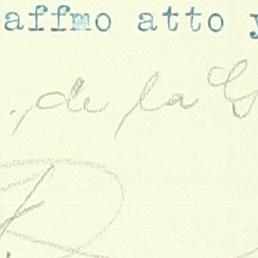 affmo atto y
. de la